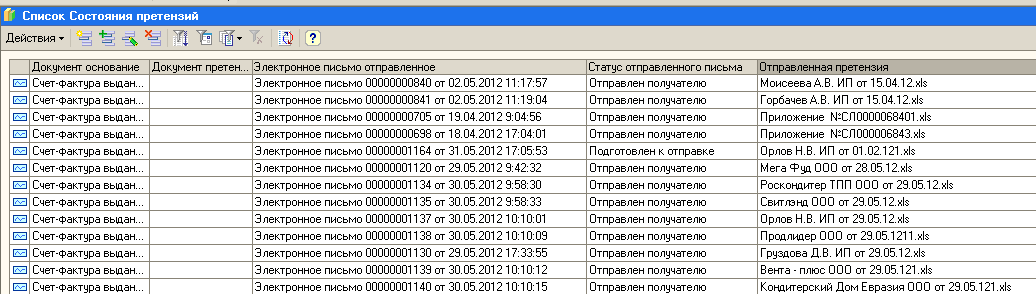 Список Состояния претензий
Действия
Документ основание Документ претен... Электронное письмо отправленное Статус отправленного письма Отправленная претензия
Счет-фактура выдан... Электронное письмо 00000000840 от 02.05.2012 11:17:57 Отправлен получателю Моисеева А.В. ИП от 15.04.12.xls
Счет-фактура выдан... Электронное письмо 00000000841 от 02.05.2012 11:19:04 Отправлен получателю Горбачев А.В. ИП от 15.04.12.xls
Счет-фактура выдан... Электронное письмо 00000000705 от 19.04.2012 9:04:56 Отправлен получателю Приложение №СЛ0000068401.xls
Счет-фактура выдан... Электронное письмо 00000000698 от 18.04.2012 17:04:01 Отправлен получателю Приложение №СЛ000006843.xls
Счет-фактура выдан... Электронное письмо 00000001164 от 31.05.2012 17:05:53 Подготовлен к отправке Орлов Н.В. ИП от 01.02.121.xls
Счет-фактура выдан... Электронное письмо 00000001120 от 29.05.2012 9:42:32 Отправлен получателю Мега Фуд ООО от 28.05.12.xls
Счет-фактура выдан... Электронное письмо 00000001134 от 30.05.2012 9:58:30 Отправлен получателю Роскондитер ТПП ООО от 29.05.12.xls
Счет-фактура выдан... Электронное письмо 00000001135 от 30.05.2012 9:58:33 Отправлен получателю Свитлэнд ООО от 29.05.12.xls
Счет-фактура выдан... Электронное письмо 00000001137 от 30.05.2012 10:10:01 Отправлен получателю Орлов Н.В. ИП от 29.05.12.xls
Счет-фактура выдан... Электронное письмо 00000001138 от 30.05.2012 10:10:09 Отправлен получателю Продлидер ООО от 29.05.1211.xls
Счет-фактура выдан... Электронное письмо 00000001130 от 29.05.2012 17:33:55 Отправлен получателю Груздова Д.В. ИП от 29.05.12.xls
Счет-фактура выдан... Электронное письмо 00000001139 от 30.05.2012 10:10:12 Отправлен получателю Вента - плюс ООО от 29.05.121.xls
Счет-фактура выдан... Электронное письмо 00000001140 от 30.05.2012 10:10:15 Отправлен получателю Кондитерский Дом Евразия ООО от 29.05.121.xls